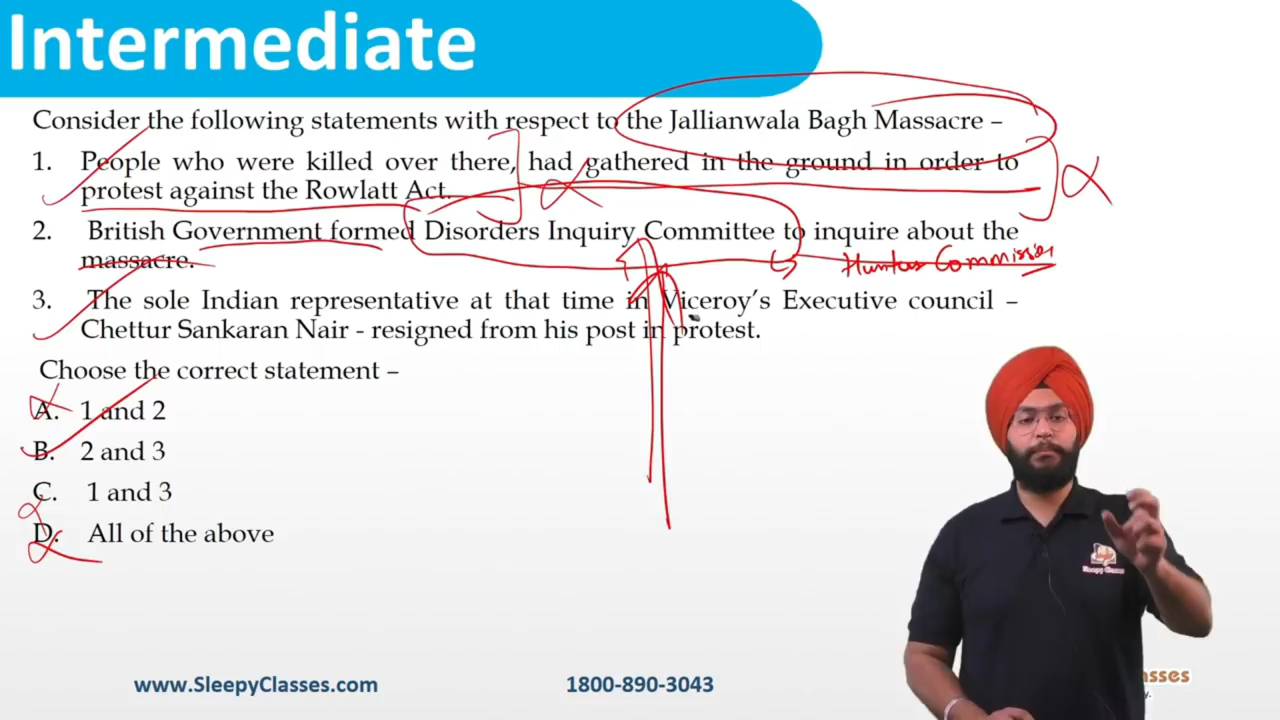 Intermediate
Consider the following statements with respect to the Jallianwala Bagh Massacre –
1. People who were killed over there, had gathered in the ground in order to
protest against the Rowlatt Act.
2. British Government formed Disorders Inquiry Committee to inquire about the
massacre.
Hunter Commission
3. The sole Indian representative at that time in Viceroy's Executive council –
Chettur Sankaran Nair - resigned from his post in protest.
Choose the correct statement –
A. 1 and 2
B. 2 and 3
C. 1 and 3
D. All of the above
Sleepy Classes
www.SleepyClasses.com 1800-890-3043